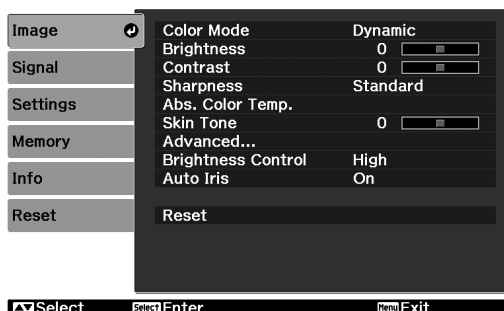 Image
Signal
Settings
Memory
Info
Reset
Color Mode Dynamic
Brightness 0
Contrast 0
Sharpness Standard
Abs. Color Temp.
Skin Tone 0
Advanced...
Brightness Control High
Auto Iris On
Reset
Select Select Enter Menu Exit